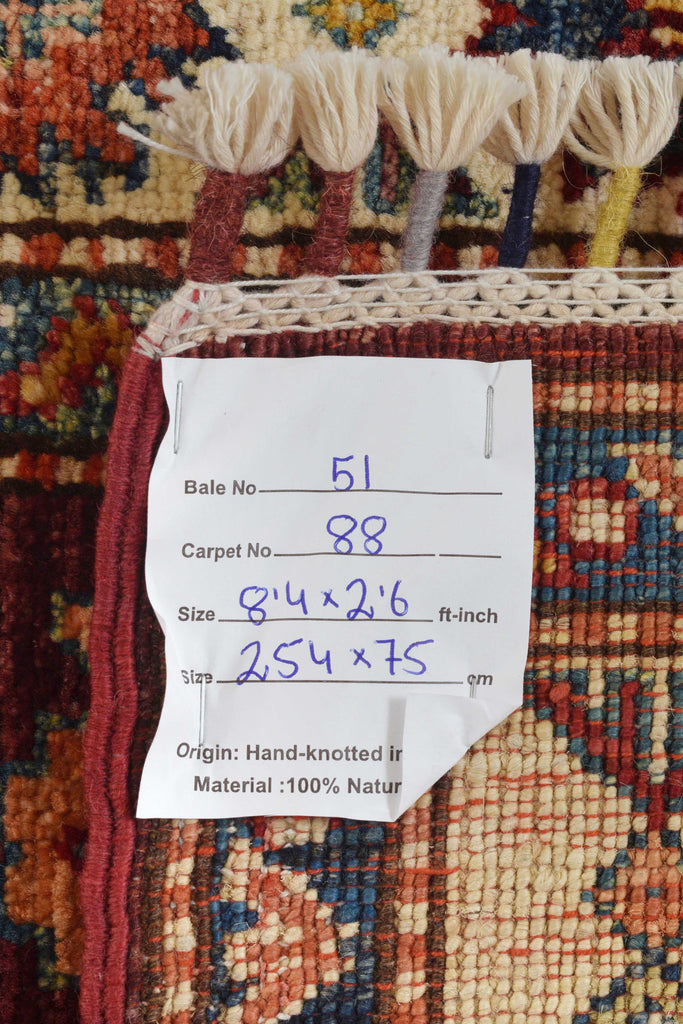 Bale No 51
Carpet No 88
Size 8'4 x 2'6 ft-inch
Size 254 x 75 cm
Origin: Hand-knotted
Material :100%